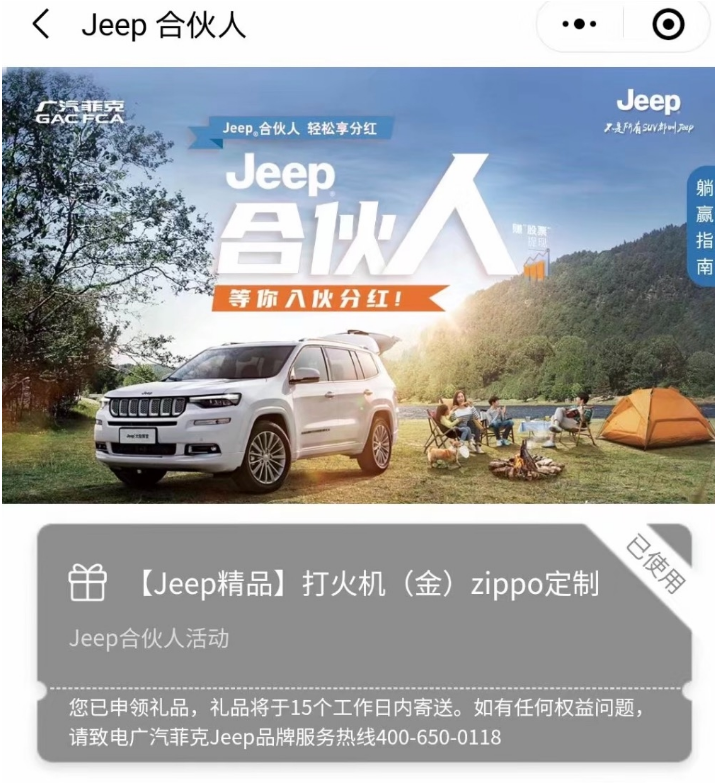 Jeep 合伙人
广汽菲克
GAC FCA
Jeep
不是所有SUV都叫Jeep
Jeep 合伙人 轻松享分红
Jeep
合伙人
等你入伙分红!
躺赢指南
Jeep
已使用
【Jeep精品】打火机（金）zippo定制
Jeep合伙人活动
您已申领礼品，礼品将于15个工作日内寄送。如有任何权益问题，
请致电广汽菲克Jeep品牌服务热线400-650-0118